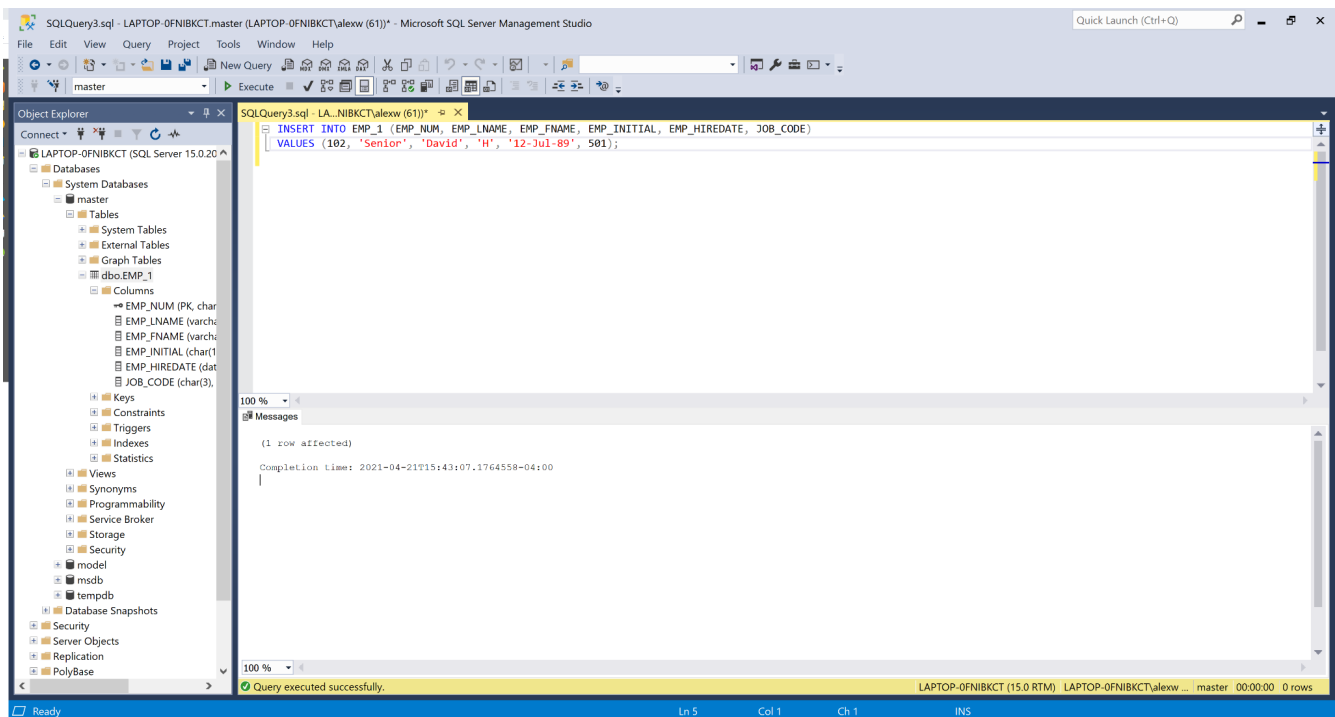 SQLQuery3.sql - LAPTOP-0FNIBKCT.master (LAPTOP-0FNIBKCT\alexw (61))* - Microsoft SQL Server Management Studio
Quick Launch (Ctrl+Q)
File Edit View Query Project Tools Window Help
New Query
master
Execute
Object Explorer
SQLQuery3.sql - LA...NIBKCT\alexw (61))*
Connect
LAPTOP-0FNIBKCT (SQL Server 15.0.20
Databases
System Databases
master
Tables
System Tables
External Tables
Graph Tables
dbo.EMP_1
Columns
EMP_NUM (PK, char
EMP_LNAME (varcha
EMP_FNAME (varcha
EMP_INITIAL (char(1
EMP_HIREDATE (dat
JOB_CODE (char(3),
Keys
Constraints
Triggers
Indexes
Statistics
Views
Synonyms
Programmability
Service Broker
Storage
Security
model
msdb
tempdb
Database Snapshots
Security
Server Objects
Replication
PolyBase
INSERT INTO EMP_1 (EMP_NUM, EMP_LNAME, EMP_FNAME, EMP_INITIAL, EMP_HIREDATE, JOB_CODE)
VALUES (102, 'Senior', 'David', 'H', '12-Jul-89', 501);
100 %
Messages
(1 row affected)
Completion time: 2021-04-21T15:43:07.1764558-04:00
100 %
Query executed successfully.
LAPTOP-0FNIBKCT (15.0 RTM) LAPTOP-0FNIBKCT\alexw ... master 00:00:00 0 rows
Ready Ln 5 Col 1 Ch 1 INS